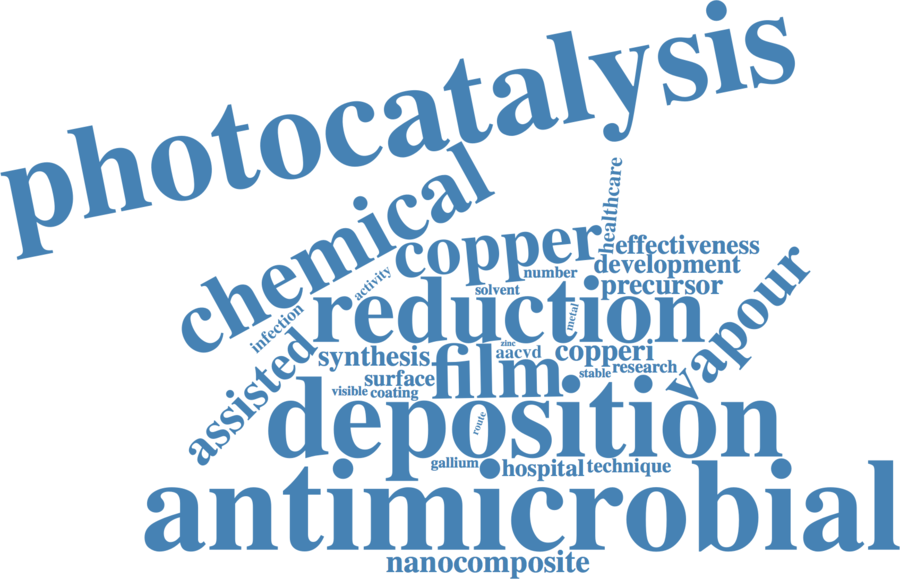 photocatalysis
chemical
healthcare
copper
effectiveness
number
development
activity
solvent
precursor
reduction
metal
vapour
infection
assisted
synthesis
zinc
aacvd
copperi
film
stable
research
surface
visible
coating
deposition
route
gallium
hospital
technique
antimicrobial
nanocomposite